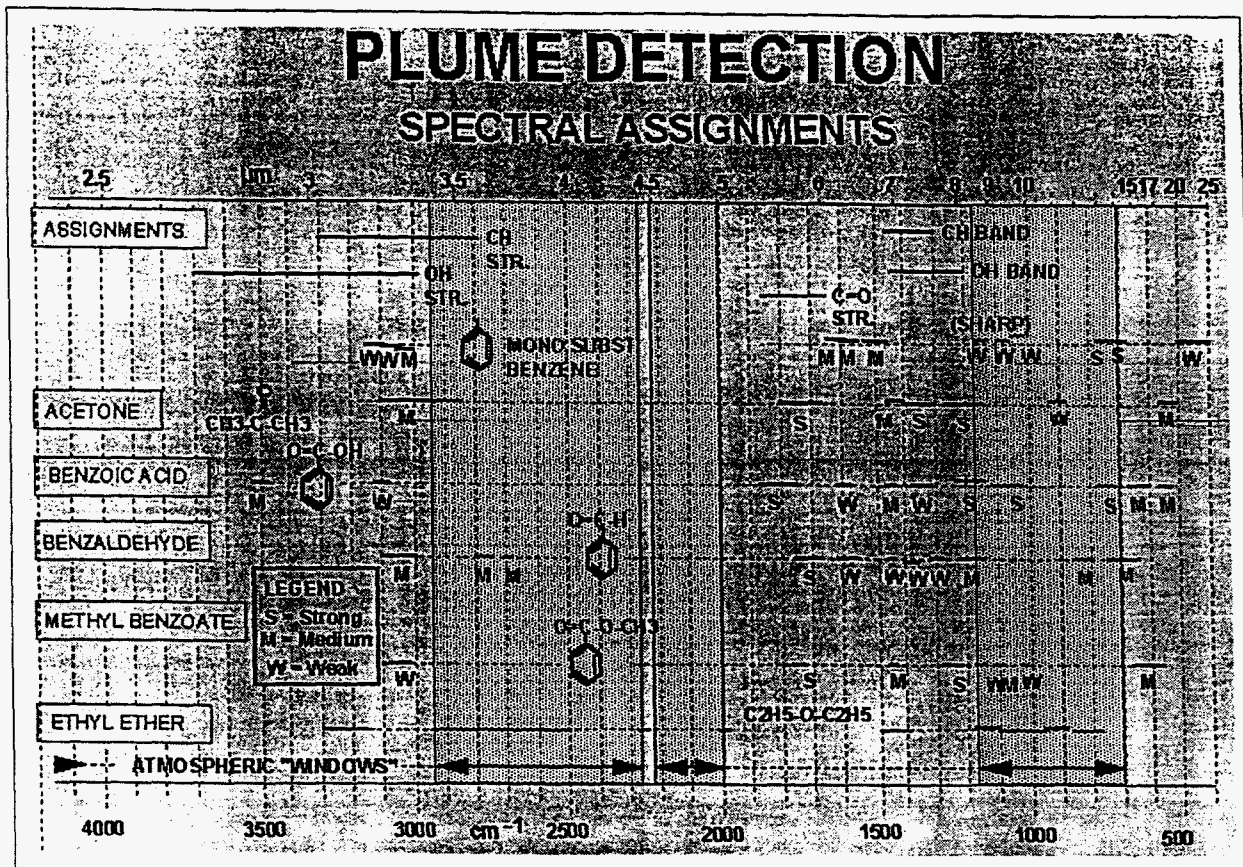 PLUME DETECTION
SPECTRAL ASSIGNMENTS
2.5 µm 3 3.5 4 4.5 5 6 7 8 9 10 15 17 20 25
ASSIGNMENTS
CH STR.
CH BAND
OH STR.
OH BAND
C=O STR.
(SHARP)
MONO SUBST BENZENE
W W M M M M W W W S S W
ACETONE
CH3-C-CH3
M S M S S W M
O=C-OH
BENZOIC ACID
M W S W M W S S S M M
O=C-H
BENZALDEHYDE
M M M S W W W W M M M
LEGEND
S = Strong
M = Medium
W = Weak
O=C-O-CH3
METHYL BENZOATE
W S M S W M W M
C2H5-O-C2H5
ETHYL ETHER
ATMOSPHERIC "WINDOWS"
4000 3500 3000 cm⁻¹ 2500 2000 1500 1000 500